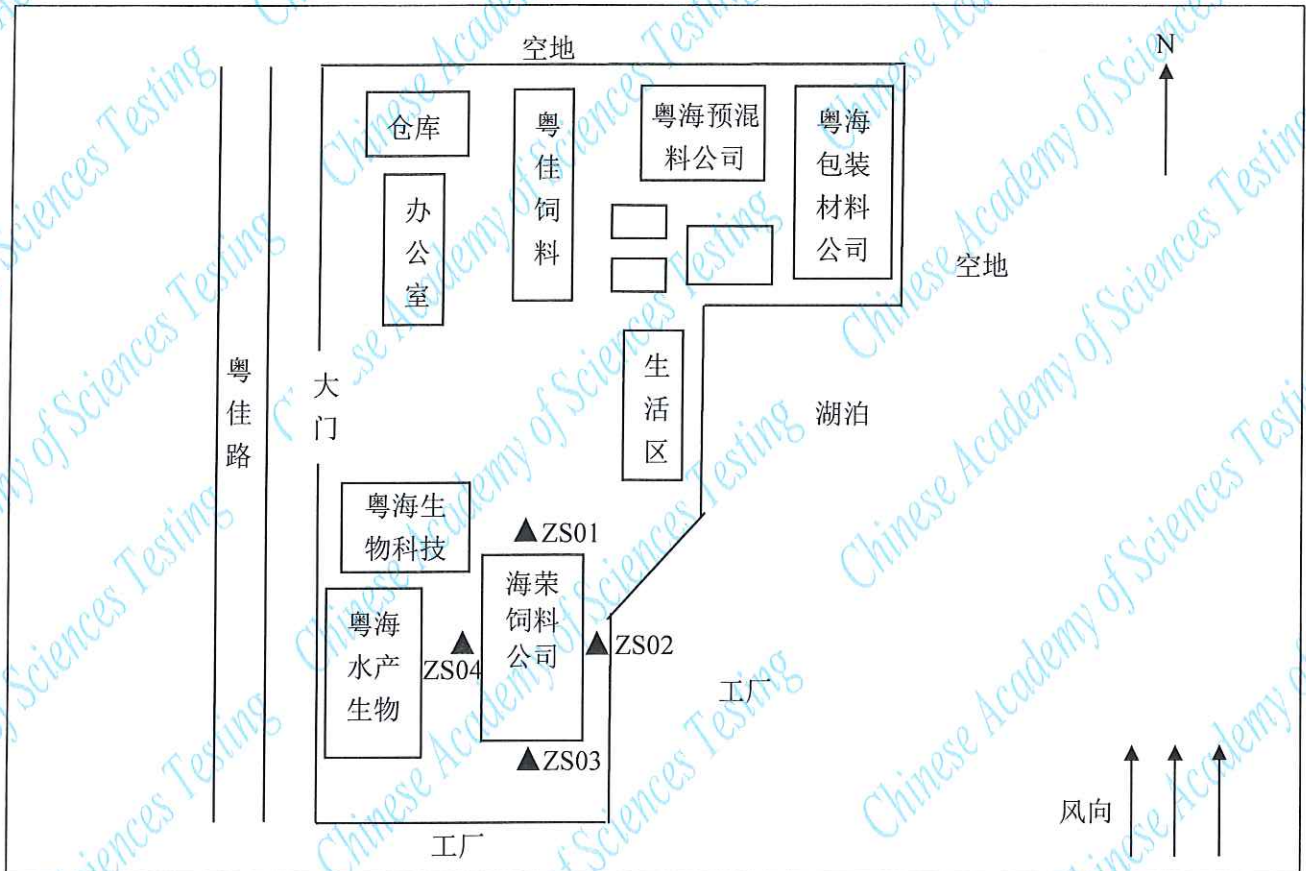 空地
N
仓库
粤
佳
饲
料
粤海预混
料公司
粤海
包装
材料
公司
办
公
室
空地
粤
佳
路
大
门
生
活
区
湖泊
粤海生
物科技
ZS01
海荣
饲料
公司
粤海
水产
生物
ZS04
ZS02
工厂
ZS03
风向
工厂
Chinese Academy of Sciences Testing